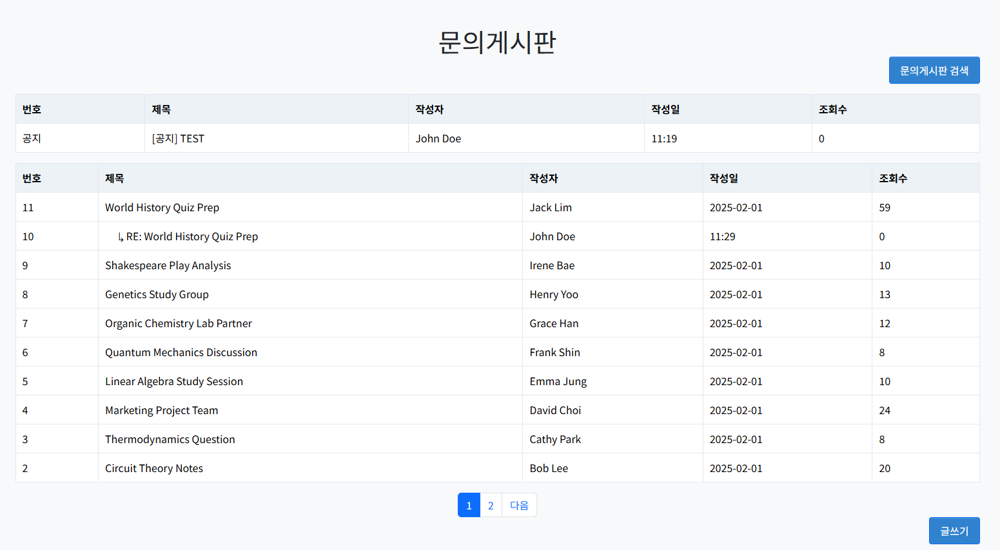 문의게시판
문의게시판 검색
번호 제목 작성자 작성일 조회수
공지 [공지] TEST John Doe 11:19 0
번호 제목 작성자 작성일 조회수
11 World History Quiz Prep Jack Lim 2025-02-01 59
10 ↳ RE: World History Quiz Prep John Doe 11:29 0
9 Shakespeare Play Analysis Irene Bae 2025-02-01 10
8 Genetics Study Group Henry Yoo 2025-02-01 13
7 Organic Chemistry Lab Partner Grace Han 2025-02-01 12
6 Quantum Mechanics Discussion Frank Shin 2025-02-01 8
5 Linear Algebra Study Session Emma Jung 2025-02-01 10
4 Marketing Project Team David Choi 2025-02-01 24
3 Thermodynamics Question Cathy Park 2025-02-01 8
2 Circuit Theory Notes Bob Lee 2025-02-01 20
1 2 다음
글쓰기